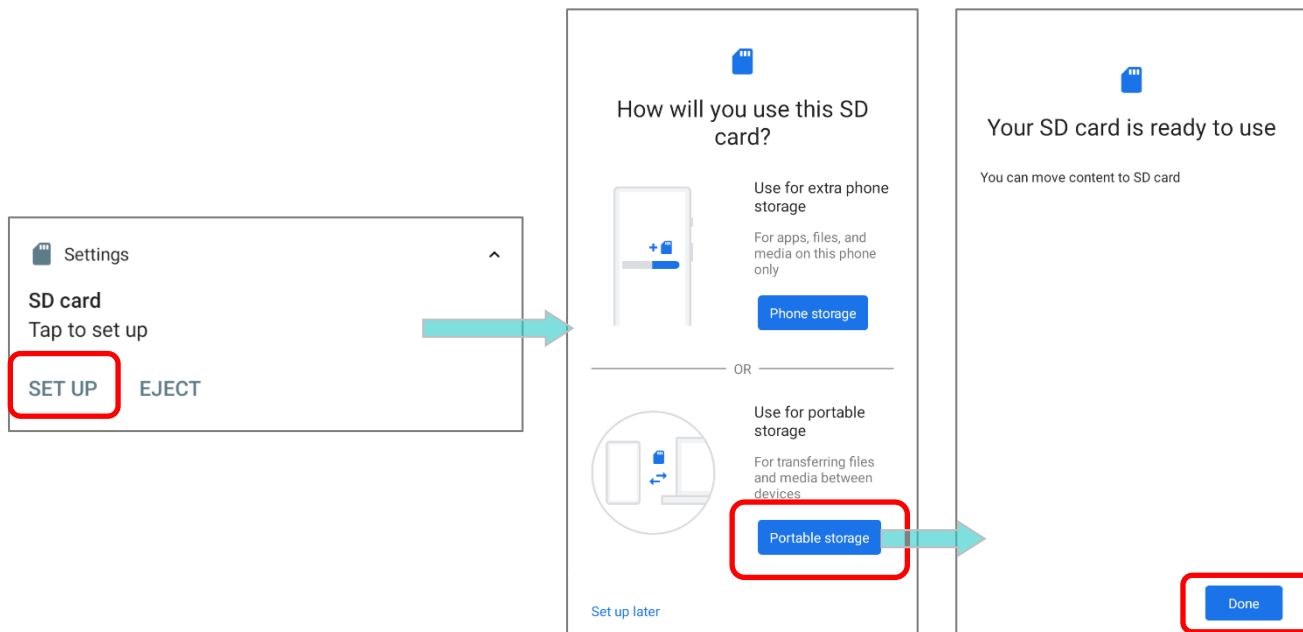 Settings
SD card
Tap to set up
SET UP EJECT
How will you use this SD
card?
Use for extra phone
storage
For apps, files, and
media on this phone
only
Phone storage
OR
Use for portable
storage
For transferring files
and media between
devices
Portable storage
Set up later
Your SD card is ready to use
You can move content to SD card
Done